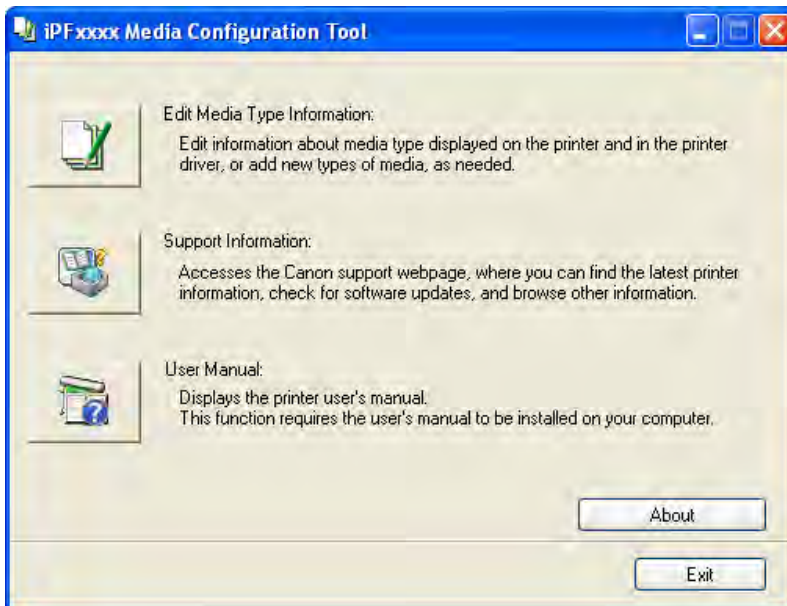 iPFxxxx Media Configuration Tool
Edit Media Type Information:
Edit information about media type displayed on the printer and in the printer
driver, or add new types of media, as needed.
Support Information:
Accesses the Canon support webpage, where you can find the latest printer
information, check for software updates, and browse other information.
User Manual:
Displays the printer user's manual.
This function requires the user's manual to be installed on your computer.
About
Exit